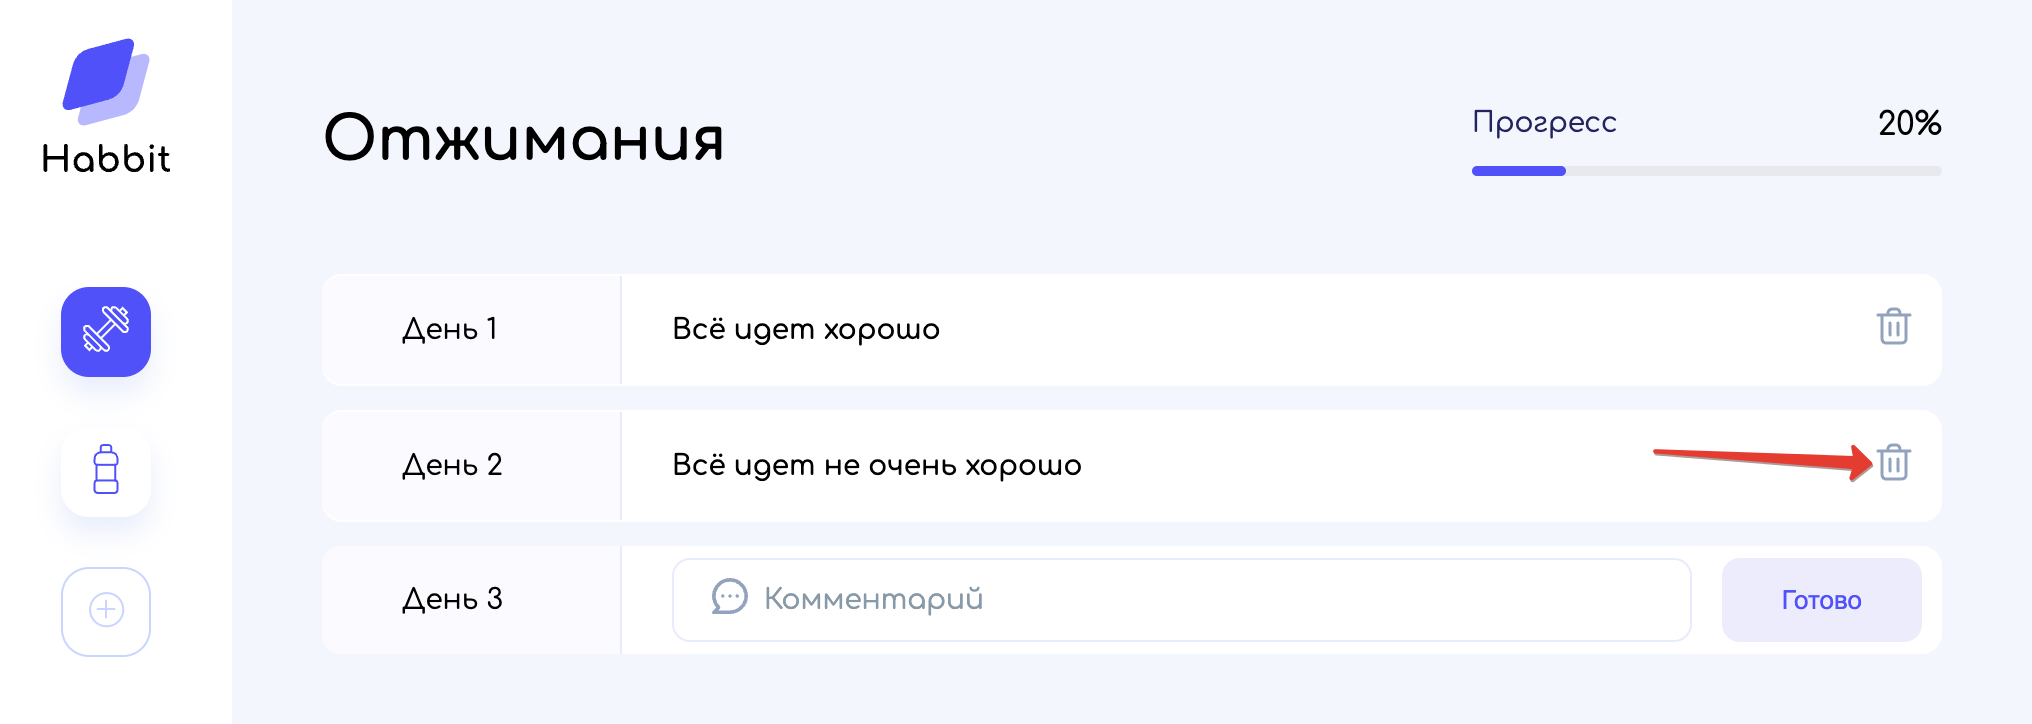 Habbit
Отжимания
Прогресс 20%
День 1 Всё идет хорошо
День 2 Всё идет не очень хорошо
День 3 Комментарий Готово